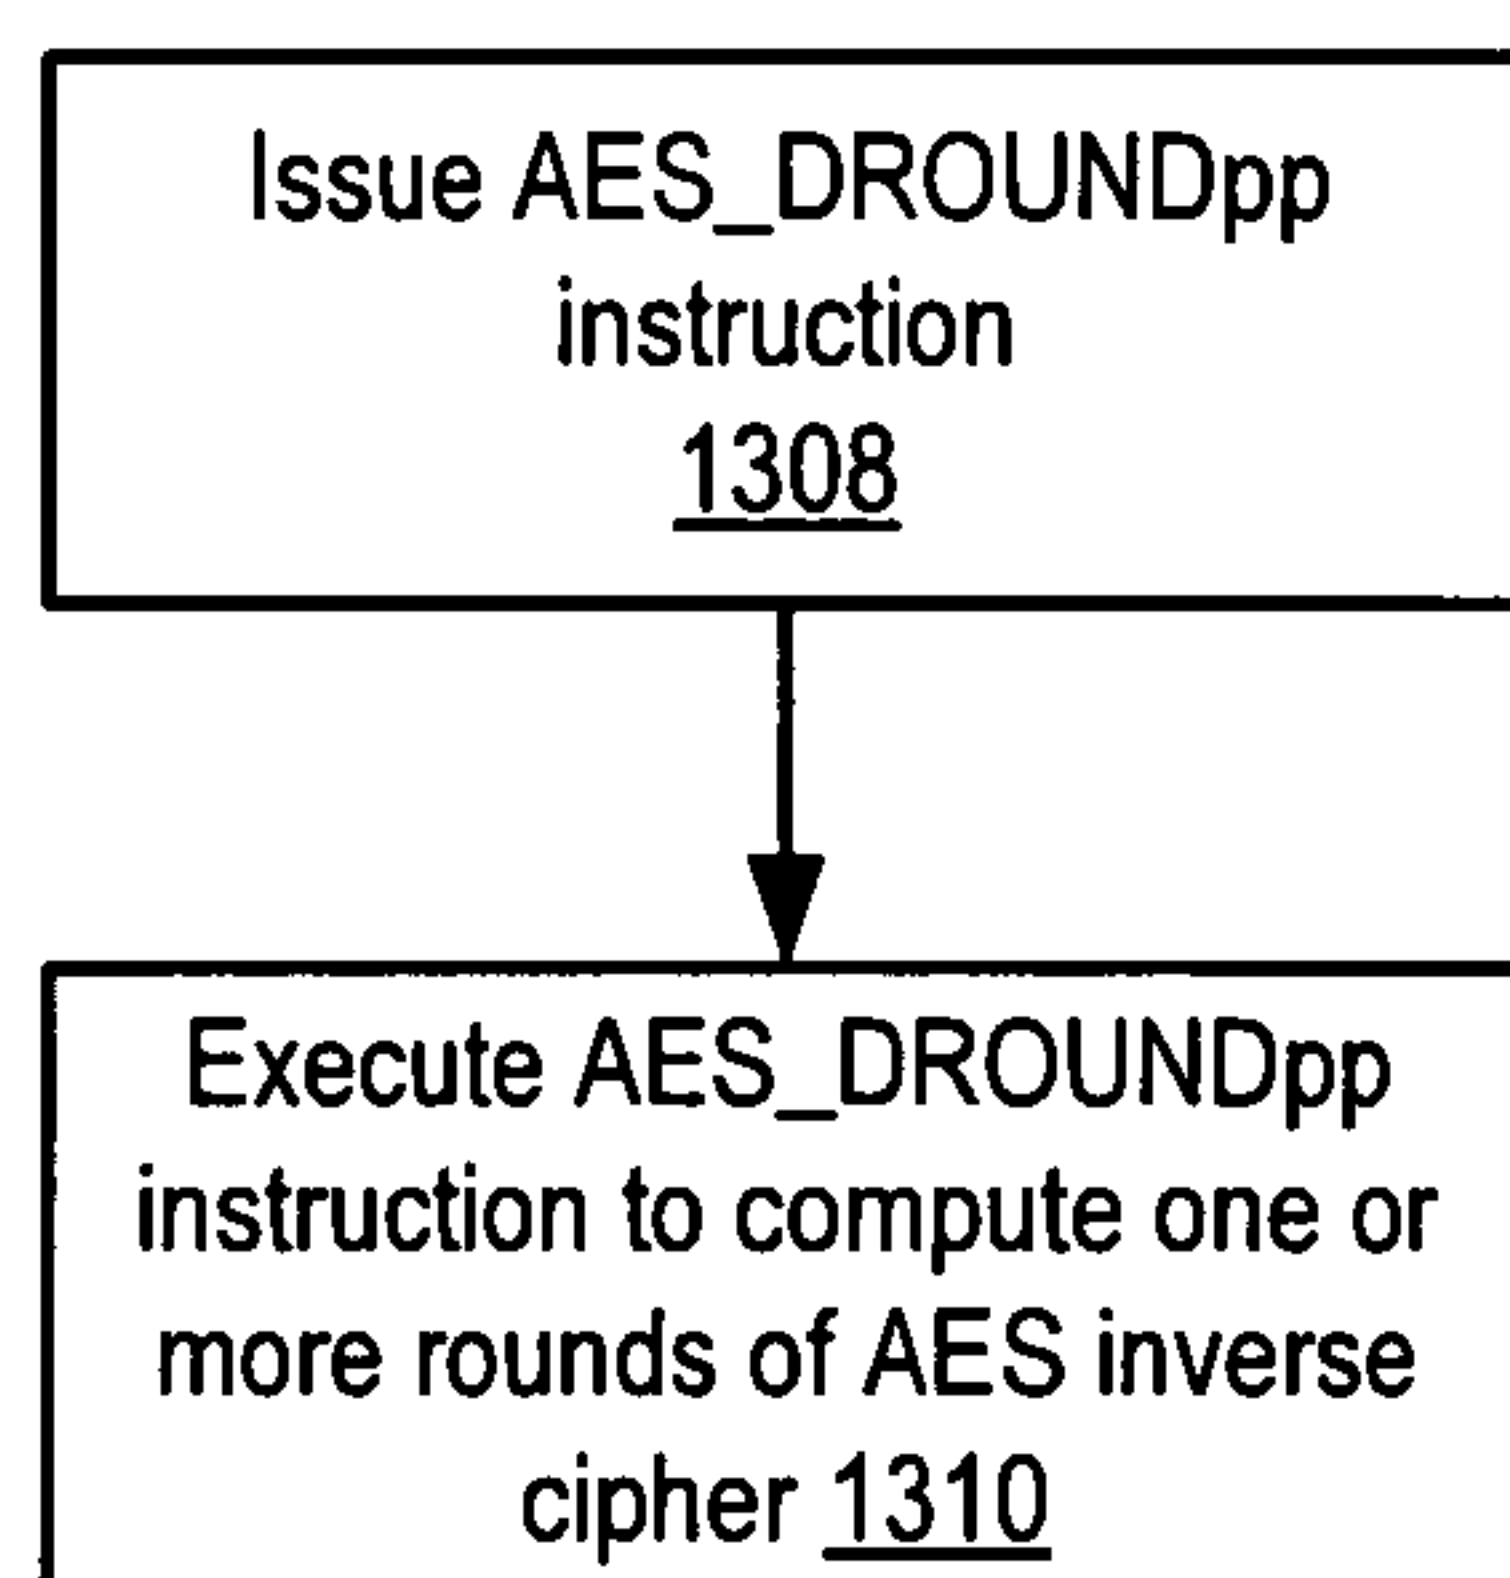 Issue AES_DROUNDpp
instruction
1308
Execute AES_DROUNDpp
instruction to compute one or
more rounds of AES inverse
cipher 1310